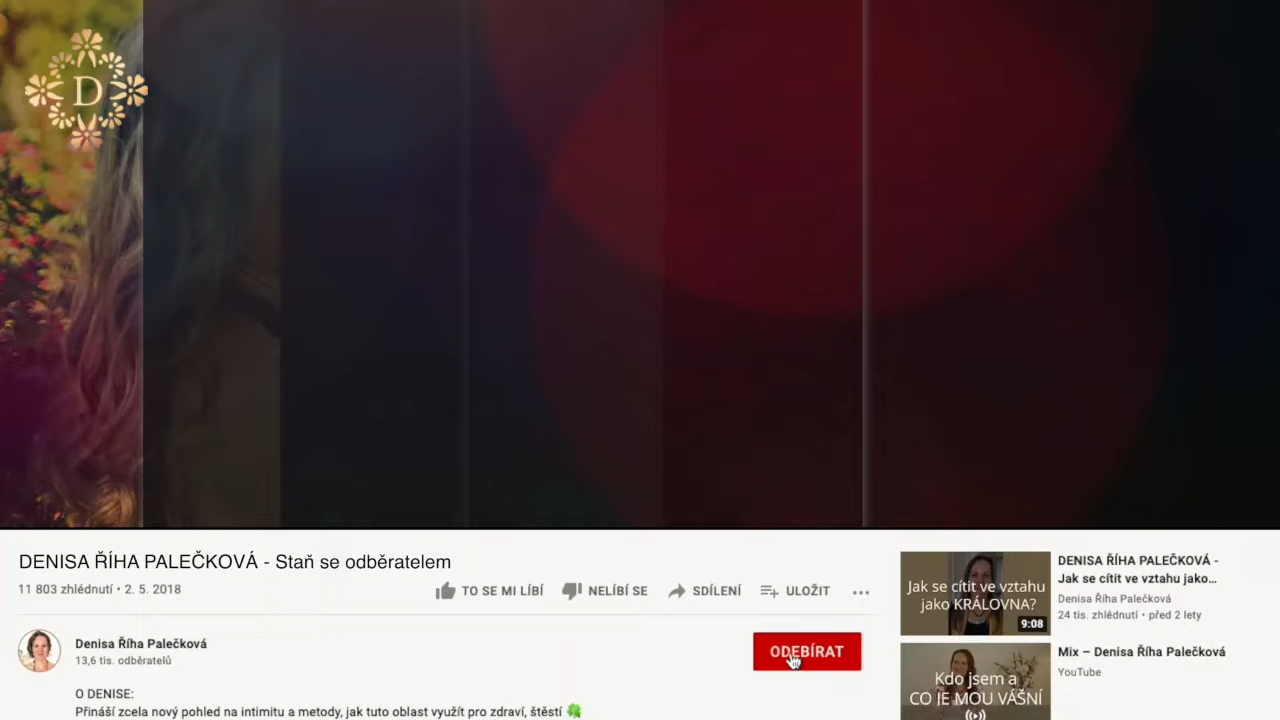 D
DENISA ŘÍHA PALEČKOVÁ - Staň se odběratelem
11 803 zhlédnutí • 2. 5. 2018
TO SE MI LÍBÍ
NELÍBÍ SE
SDÍLENÍ
ULOŽIT
Denisa Říha Palečková
13,6 tis. odběratelů
ODEBÍRAT
O DENISE:
Přináší zcela nový pohled na intimitu a metody, jak tuto oblast využít pro zdraví, štěstí 🍀
Jak se cítit ve vztahu
jako KRÁLOVNA?
9:08
DENISA ŘÍHA PALEČKOVÁ -
Jak se cítit ve vztahu jako…
Denisa Říha Palečková
24 tis. zhlédnutí • před 2 lety
Kdo jsem a
CO JE MOU VÁŠNÍ
Mix – Denisa Říha Palečková
YouTube